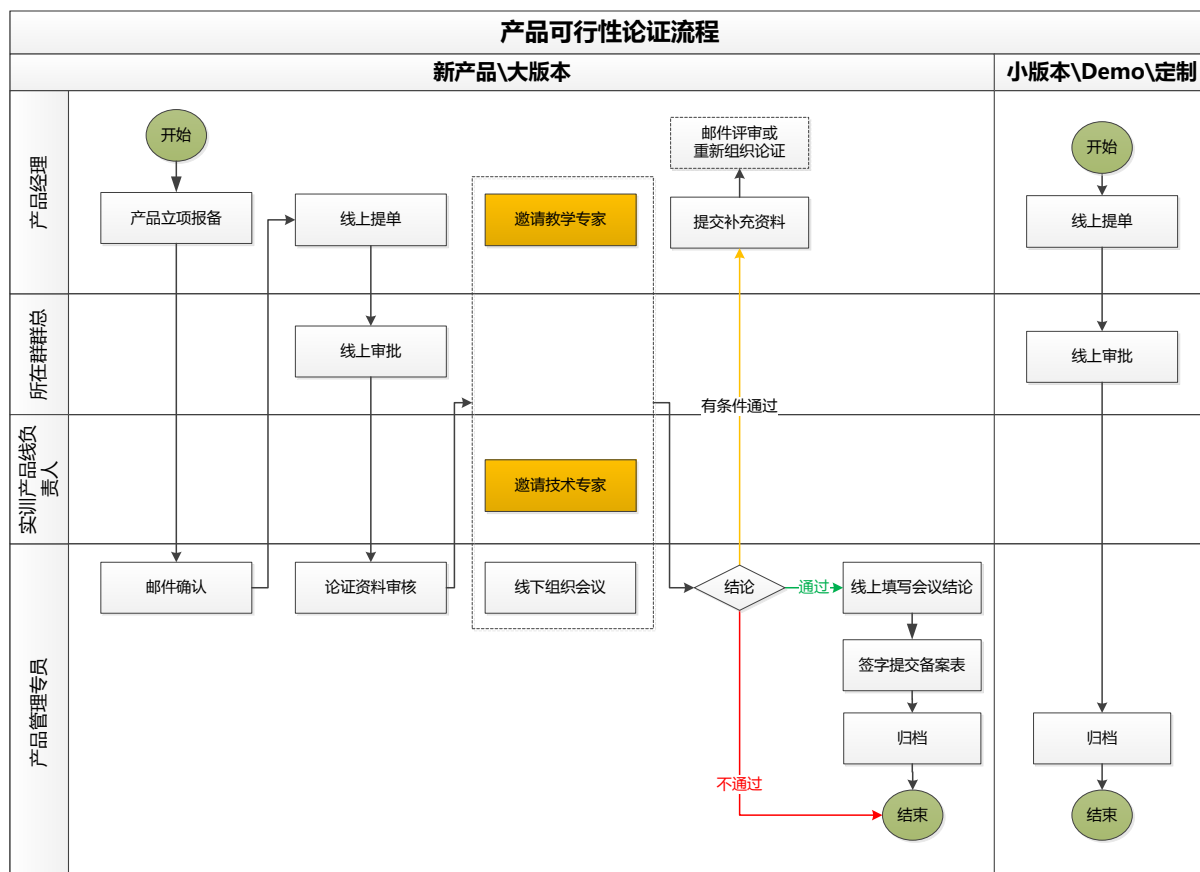 产品可行性论证流程
新产品\大版本
小版本\Demo\定制
产品经理
开始
产品立项报备
线上提单
邀请教学专家
邮件评审或
重新组织论证
提交补充资料
开始
线上提单
所在群群总
线上审批
有条件通过
线上审批
实训产品线负
责人
邀请技术专家
产品管理专员
邮件确认
论证资料审核
线下组织会议
结论
通过
线上填写会议结论
签字提交备案表
归档
不通过
结束
归档
结束